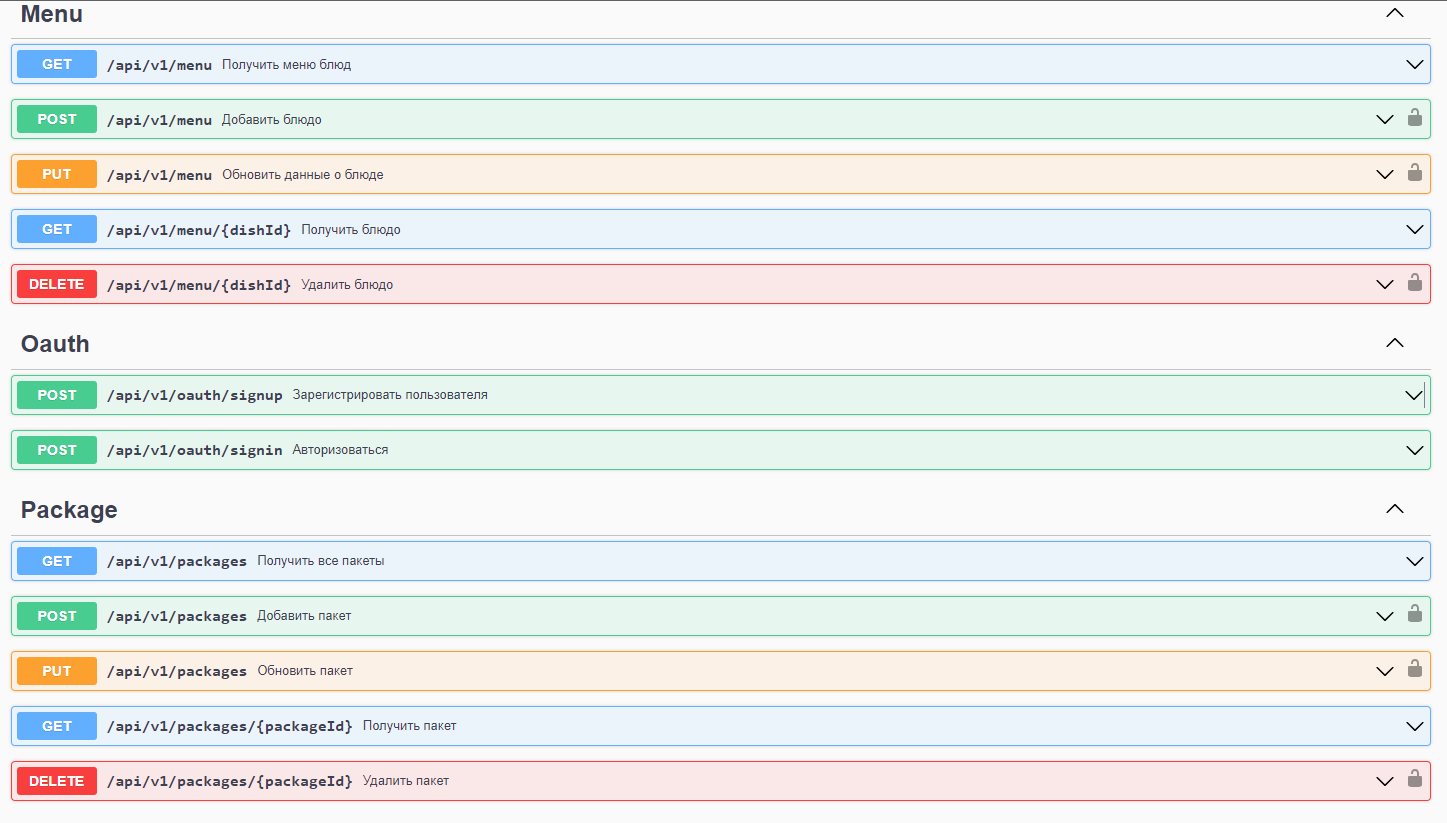 Menu
GET /api/v1/menu Получить меню блюд
POST /api/v1/menu Добавить блюдо
PUT /api/v1/menu Обновить данные о блюде
GET /api/v1/menu/{dishId} Получить блюдо
DELETE /api/v1/menu/{dishId} Удалить блюдо
Oauth
POST /api/v1/oauth/signup Зарегистрировать пользователя
POST /api/v1/oauth/signin Авторизоваться
Package
GET /api/v1/packages Получить все пакеты
POST /api/v1/packages Добавить пакет
PUT /api/v1/packages Обновить пакет
GET /api/v1/packages/{packageId} Получить пакет
DELETE /api/v1/packages/{packageId} Удалить пакет